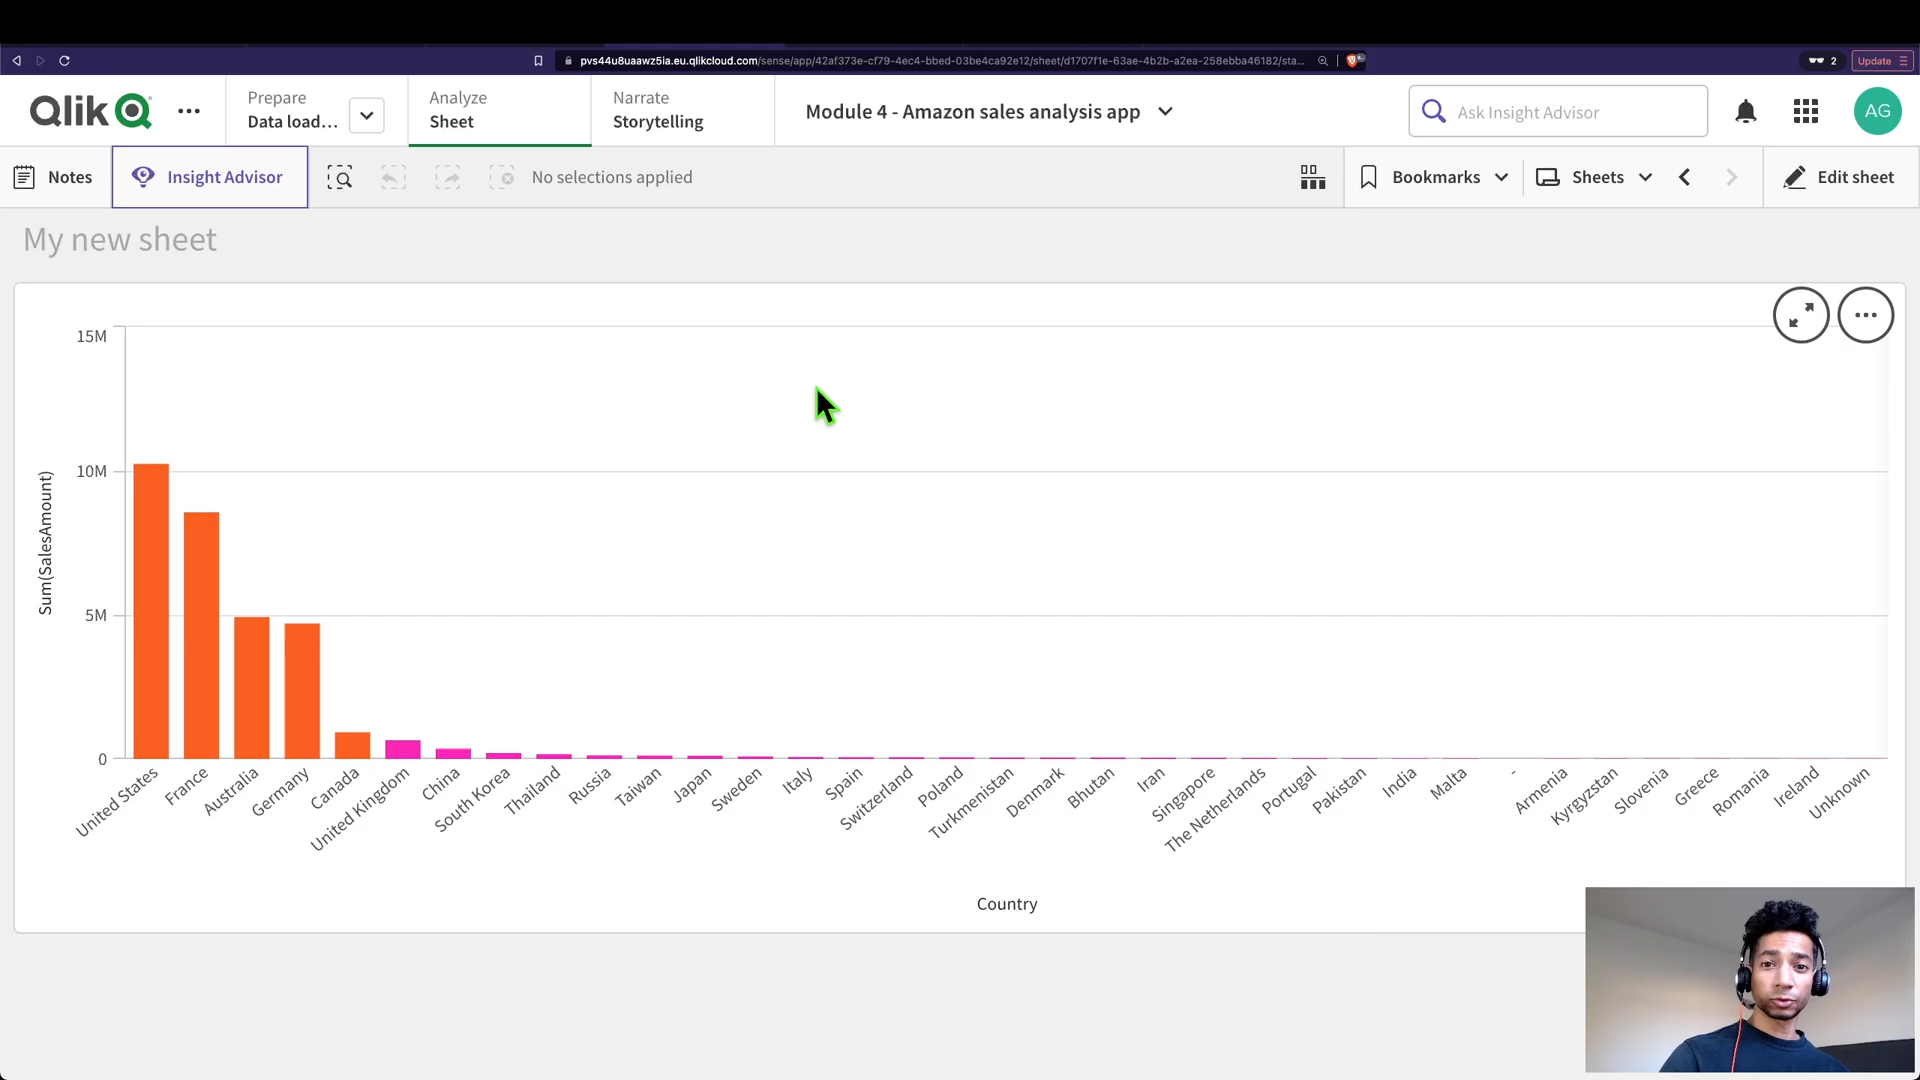 pvs44u8uaawz5ia.eu.qlikcloud.com/sense/app/42af373e-cf79-4ec4-bbed-03be4ca92e12/sheet/d1707f1e-63ae-4b2b-a2ea-258ebba46182/sta...
2
Update
Qlik
Prepare
Data load...
Analyze
Sheet
Narrate
Storytelling
Module 4 - Amazon sales analysis app
Ask Insight Advisor
AG
Notes
Insight Advisor
No selections applied
Bookmarks
Sheets
Edit sheet
My new sheet
15M
10M
5M
0
Sum(SalesAmount)
United States
France
Australia
Germany
Canada
United Kingdom
China
South Korea
Thailand
Russia
Taiwan
Japan
Sweden
Italy
Spain
Switzerland
Poland
Turkmenistan
Denmark
Bhutan
Iran
Singapore
The Netherlands
Portugal
Pakistan
India
Malta
-
Armenia
Kyrgyzstan
Slovenia
Greece
Romania
Ireland
Unknown
Country